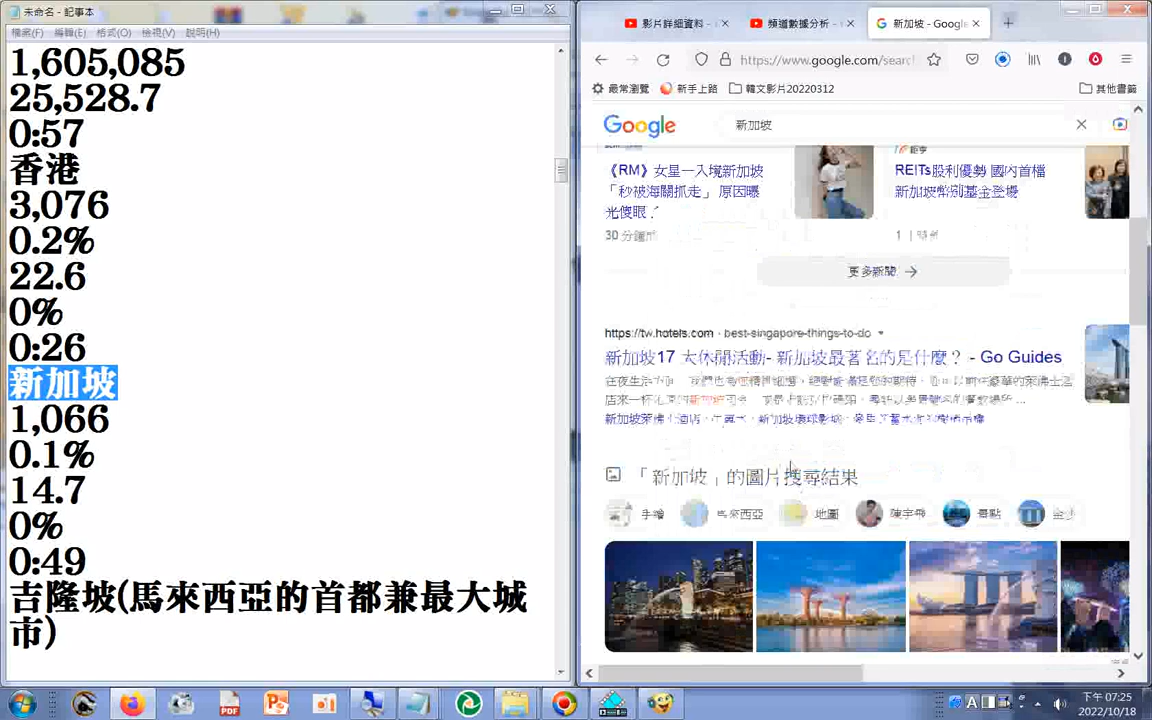 未命名 - 記事本
檔案(F) 編輯(E) 格式(O) 檢視(V) 說明(H)
1,605,085
25,528.7
0:57
香港
3,076
0.2%
22.6
0%
0:26
新加坡
1,066
0.1%
14.7
0%
0:49
吉隆坡(馬來西亞的首都兼最大城
市)
影片詳細資料 -
頻道數據分析 -
新加坡 - Google
https://www.google.com/searc
最常瀏覽 新手上路 韓文影片20220312 其他書籤
Google 新加坡
《RM》女星一入境新加坡
「秒被海關抓走」 原因曝
光傻眼
30 分鐘前
REITs股利優勢 國內首檔
新加坡幣別基金登場
更多新聞
https://tw.hotels.com › best-singapore-things-to-do
新加坡17 大休閒活動- 新加坡最著名的是什麼？ - Go Guides
「新加坡」的圖片搜尋結果
手繪 馬來西亞 地圖 陳宇飛 景點 金沙
下午 07:25
2022/10/18